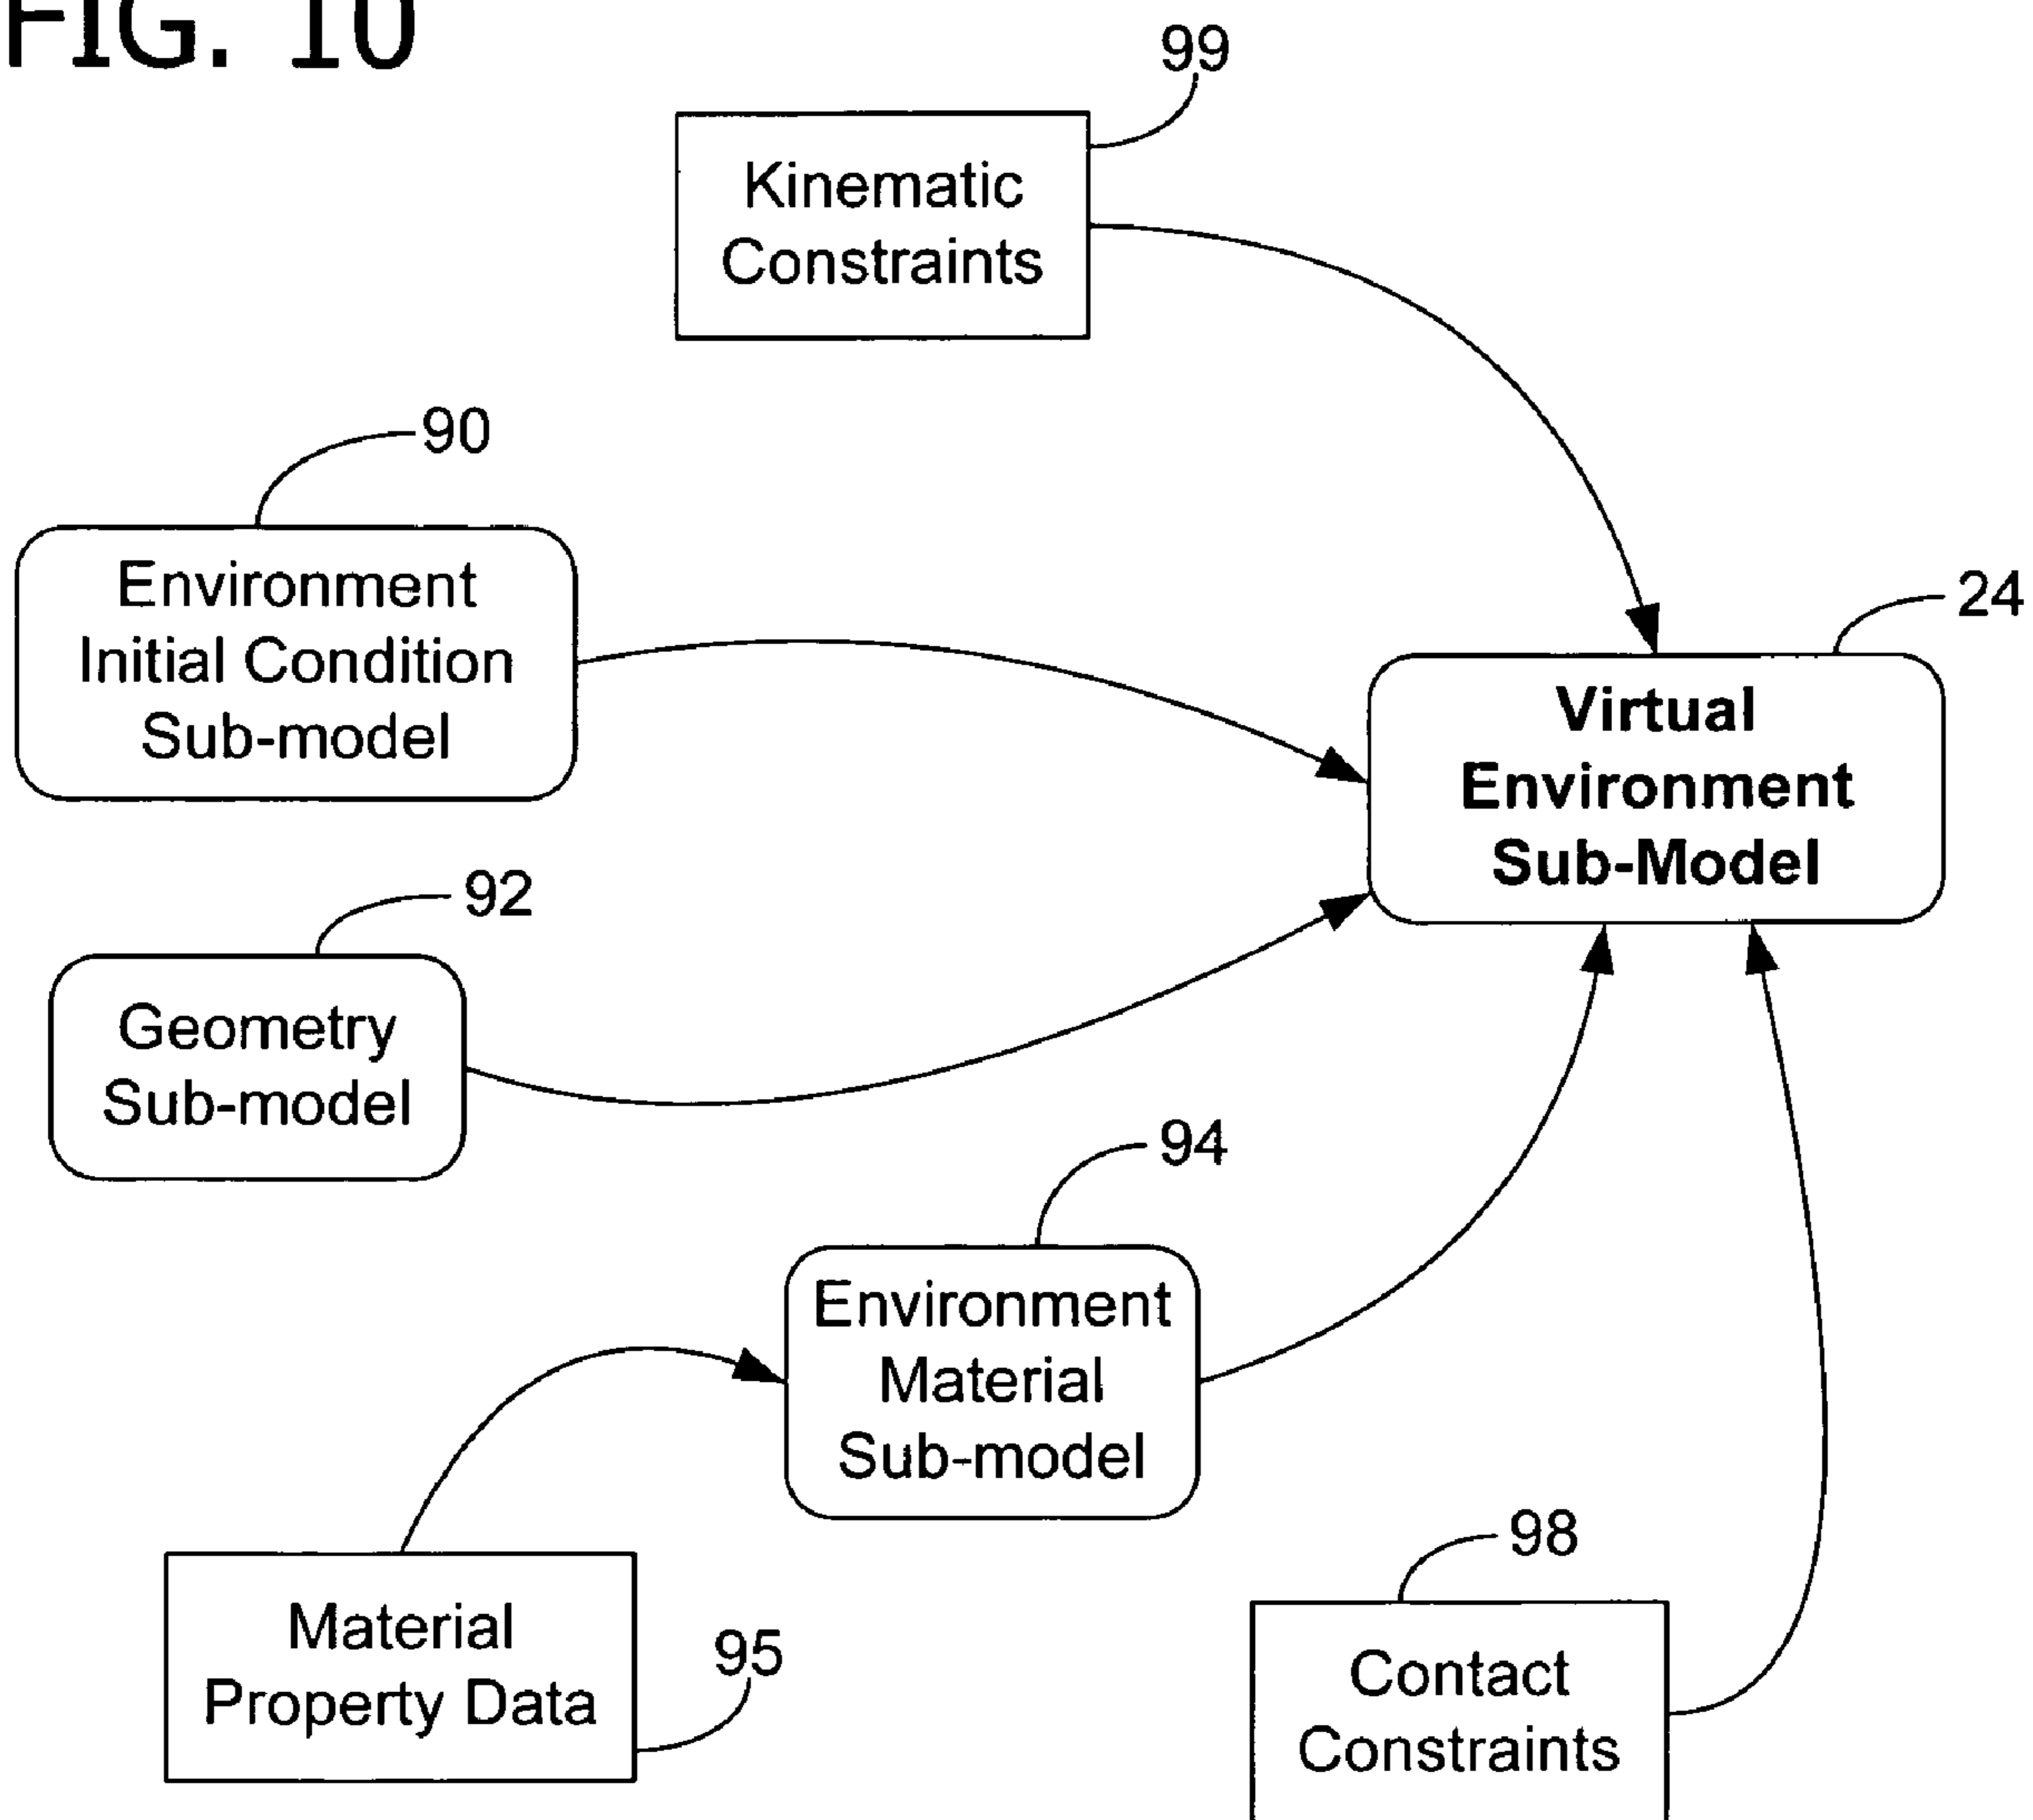 FIG. 10
99
Kinematic
Constraints
90
Environment
Initial Condition
Sub-model
24
Virtual
Environment
Sub-Model
92
Geometry
Sub-model
94
Environment
Material
Sub-model
98
Material
Property Data
95
Contact
Constraints